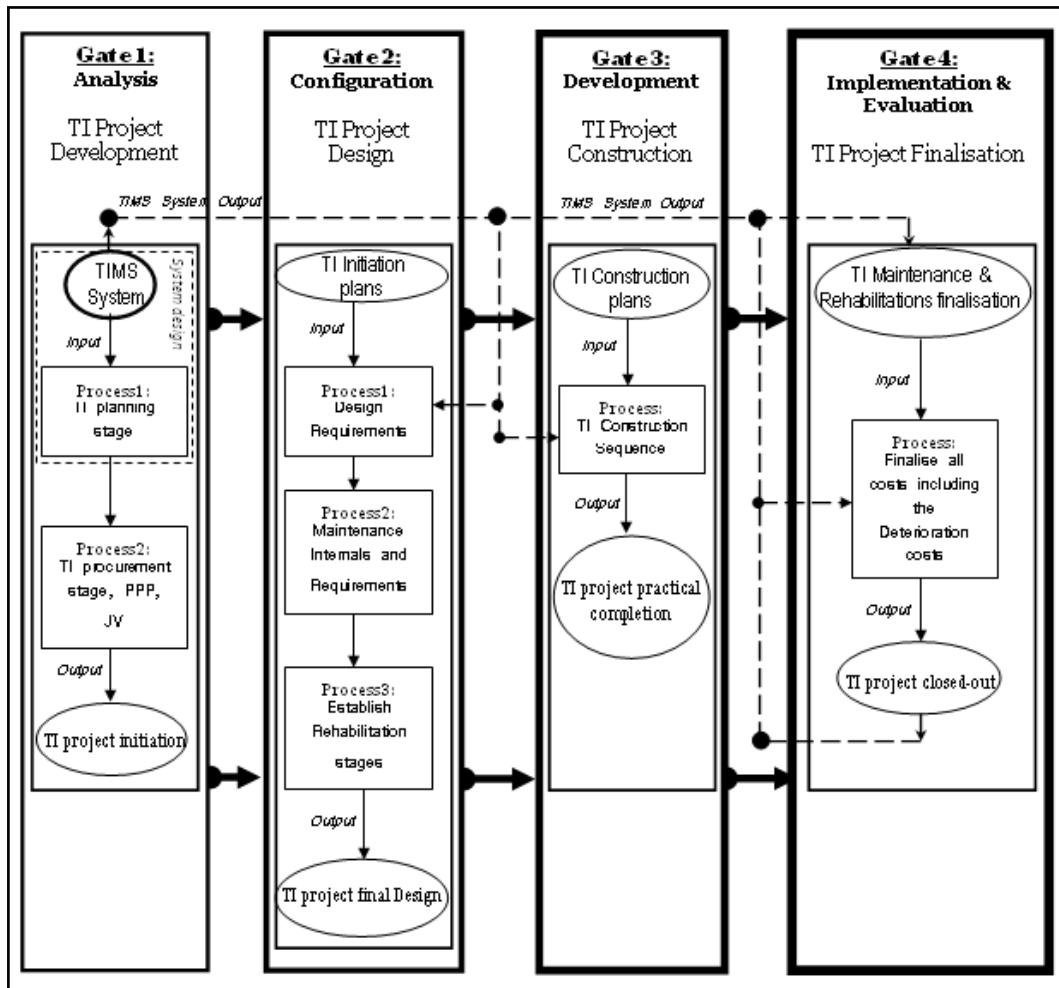 Gate1:
Analysis
TI Project
Development
TIMS System Output
TIMS
System
System design
Input
Process1:
TI planning
stage
Process2:
TI procurement
stage, PPP,
JV
Output
TI project initiation
Gate2:
Configuration
TI Project
Design
TI Initiation
plans
Input
Process1:
Design
Requirements
Process2:
Maintenance
Internals and
Requirements
Process3:
Establish
Rehabilitation
stages
Output
TI project final Design
Gate3:
Development
TI Project
Construction
TIMS System Output
TI Construction
plans
Input
Process:
TI Construction
Sequence
Output
TI project practical
completion
Gate4:
Implementation &
Evaluation
TI Project Finalisation
TI Maintenance &
Rehabilitations finalisation
Input
Process:
Finalise all
costs including
the
Deterioration
costs
Output
TI project closed-out